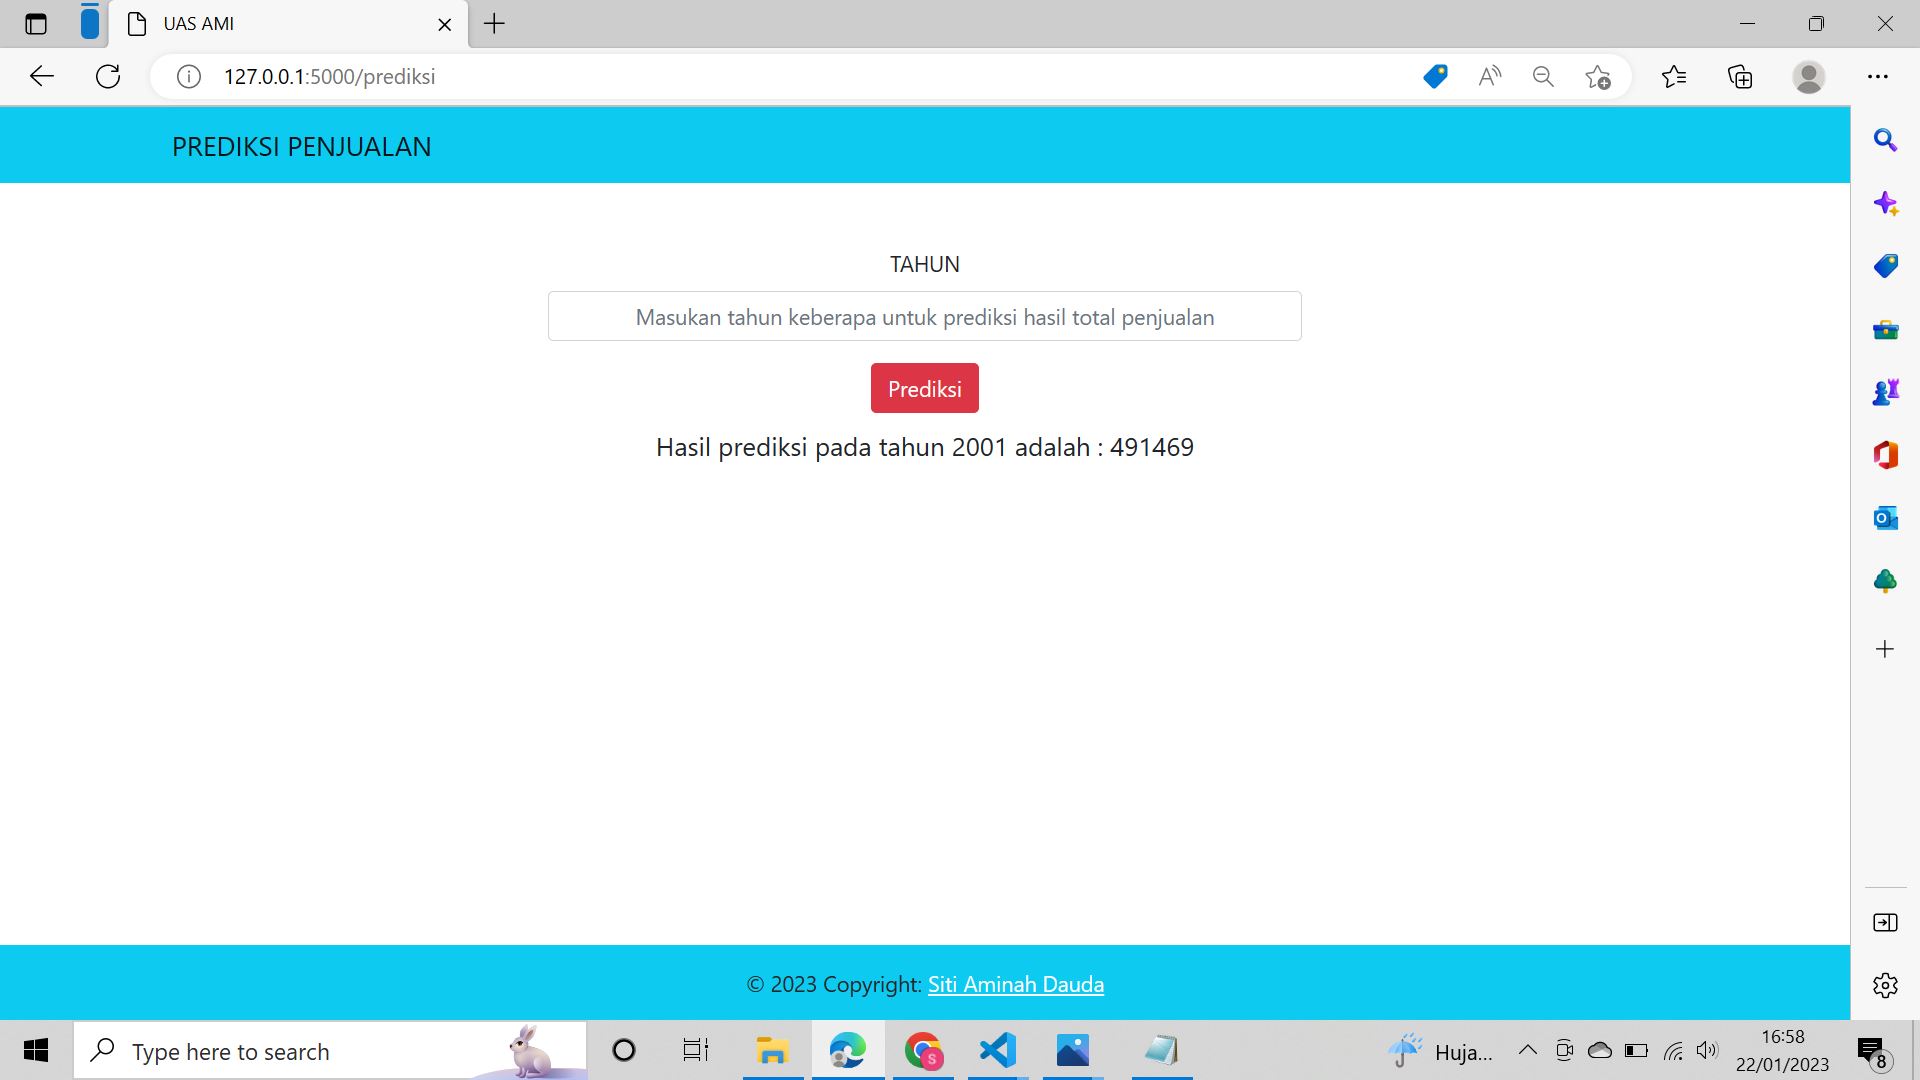 UAS AMI
127.0.0.1:5000/prediksi
PREDIKSI PENJUALAN
TAHUN
Masukan tahun keberapa untuk prediksi hasil total penjualan
Prediksi
Hasil prediksi pada tahun 2001 adalah : 491469
© 2023 Copyright: Siti Aminah Dauda
Type here to search
S
Huja...
16:58
22/01/2023
8